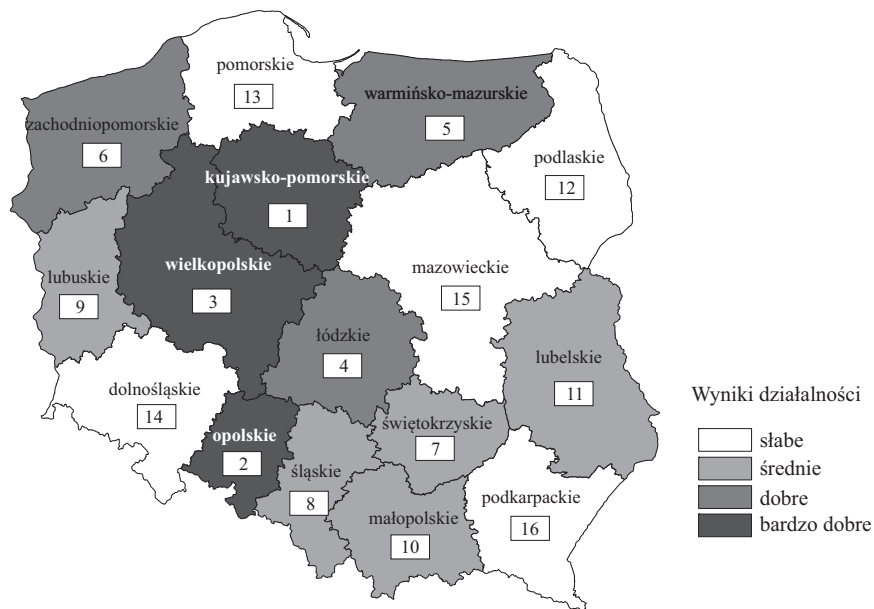 pomorskie
13
warmińsko-mazurskie
5
zachodniopomorskie
6
podlaskie
12
kujawsko-pomorskie
1
wielkopolskie
3
mazowieckie
15
lubuskie
9
łódzkie
4
lubelskie
11
dolnośląskie
14
opolskie
2
świętokrzyskie
7
śląskie
8
małopolskie
10
podkarpackie
16
Wyniki działalności
słabe
średnie
dobre
bardzo dobre